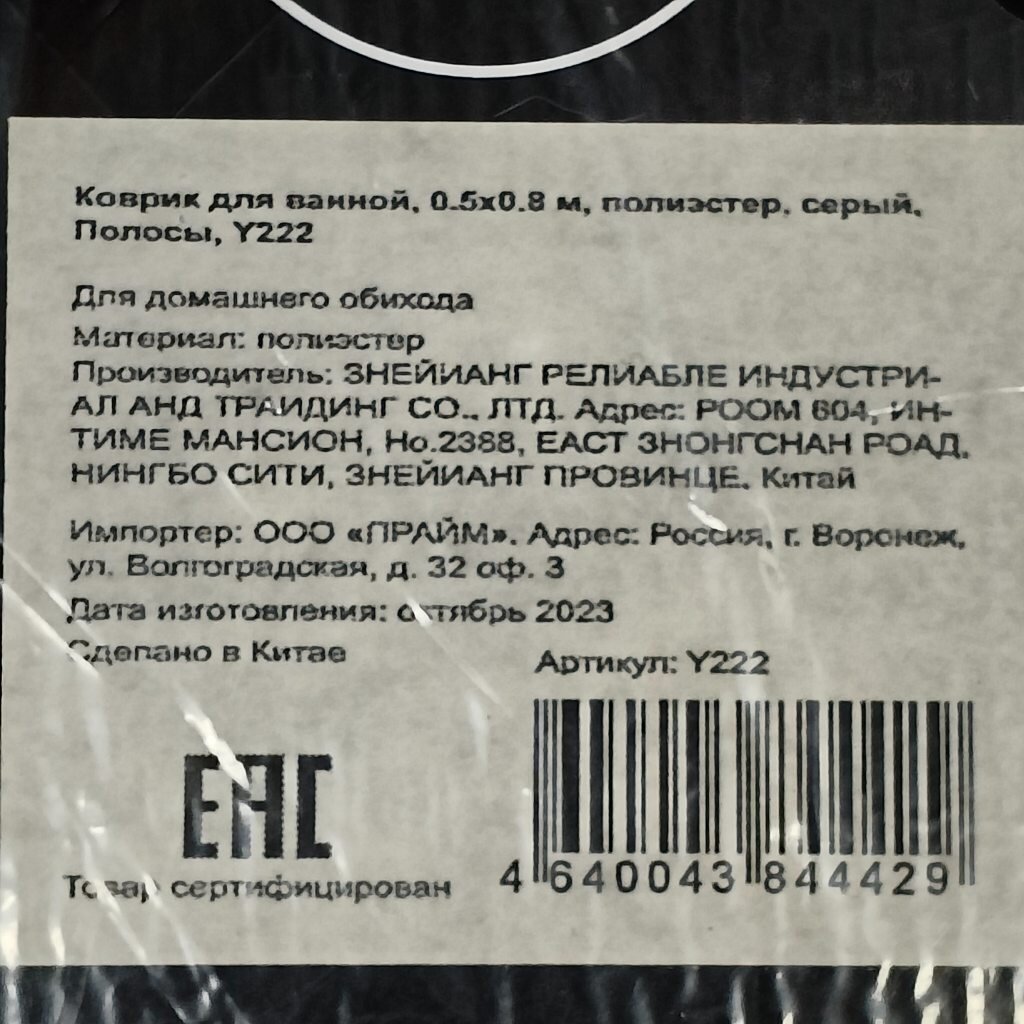 Коврик для ванной, 0.5х0.8 м, полиэстер, серый,
Полосы, Y222
Для домашнего обихода
Материал: полиэстер
Производитель: ЗНЕЙИАНГ РЕЛИАБЛЕ ИНДУСТРИ-
АЛ АНД ТРАИДИНГ СО., ЛТД. Адрес: РООМ 604, ИН-
ТИМЕ МАНСИОН, Но.2388, ЕАСТ ЗНОНГСНАН РОАД,
НИНГБО СИТИ, ЗНЕЙИАНГ ПРОВИНЦЕ, Китай
Импортер: ООО «ПРАЙМ». Адрес: Россия, г. Воронеж,
ул. Волгоградская, д. 32 оф. 3
Дата изготовления: октябрь 2023
Сделано в Китае
Артикул: Y222
EAC
Товар сертифицирован
4 640043 844429